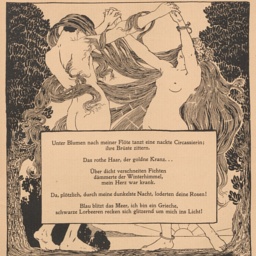 Unter Blumen nach meiner Flöte tanzt eine nackte Circassierin;
ihre Brüste zittern.
Das rothe Haar, der goldne Kranz. . .
Über dicht verschneiten Fichten
dämmerte der Winterhimmel,
mein Herz war krank.
Da, plötzlich, durch meine dunkelste Nacht, loderten deine Rosen!
Blau blitzt das Meer, ich bin ein Grieche,
schwarze Lorbeeren recken sich glitzernd um mich ins Licht!